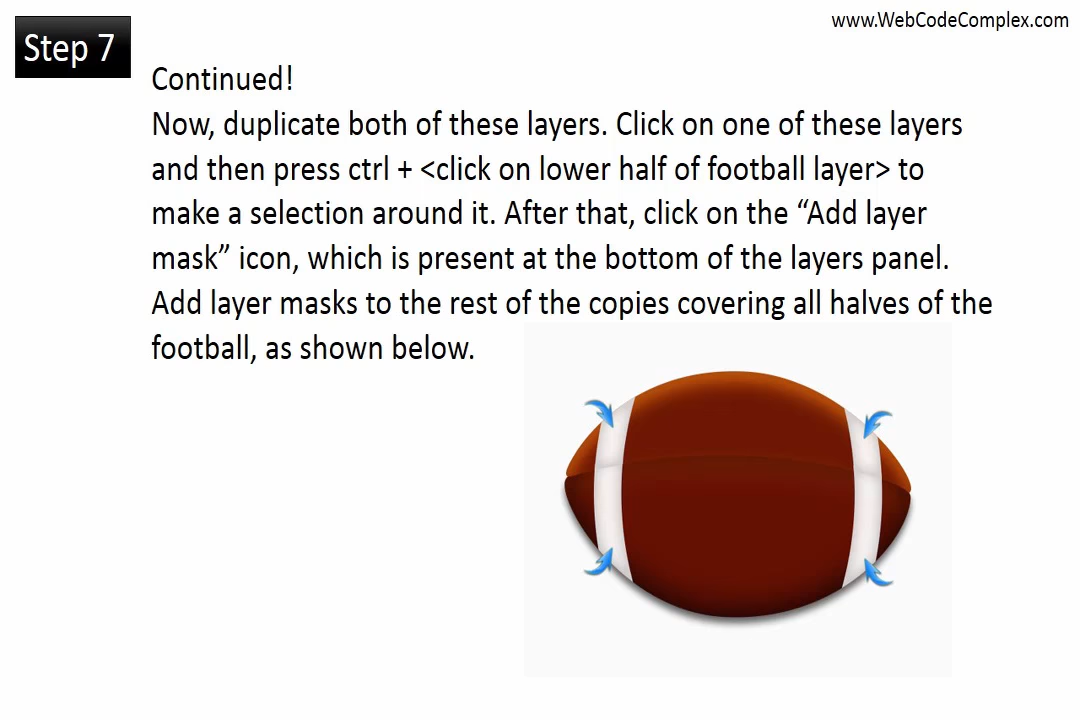 www.WebCodeComplex.com
Step 7
Continued!
Now, duplicate both of these layers. Click on one of these layers
and then press ctrl + <click on lower half of football layer> to
make a selection around it. After that, click on the “Add layer
mask” icon, which is present at the bottom of the layers panel.
Add layer masks to the rest of the copies covering all halves of the
football, as shown below.